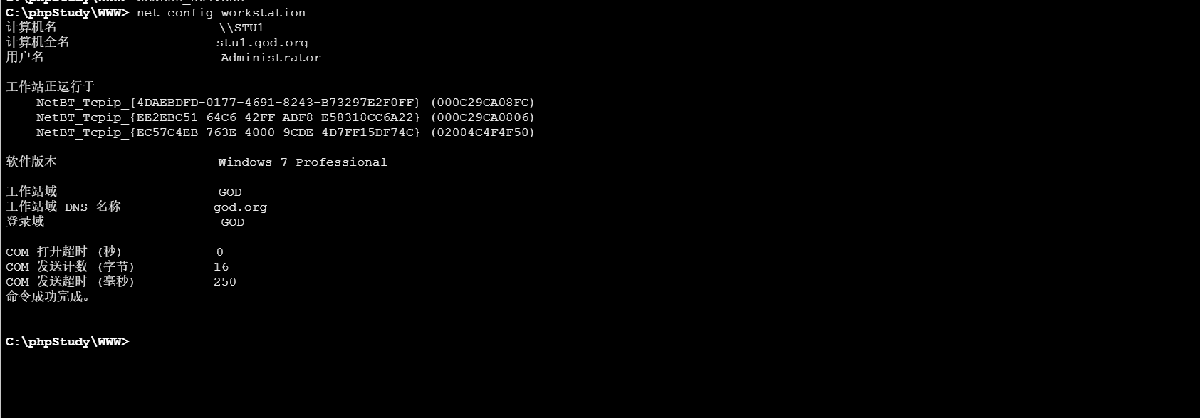 C:\phpStudy\WWW> net config workstation
计算机名 \\STU1
计算机全名 stu1.god.org
用户名 Administrator
工作站正运行于
NetBT_Tcpip_{4DAEBDFD-0177-4691-8243-B73297E2F0FF} (000C29CA08FC)
NetBT_Tcpip_{EE2EBC51 64C6 42FF ABF8 E58318CC6A22} (000C29CA0806)
NetBT_Tcpip_{EC57C4EB 763E 4000 9CDE 4D7FF15DF74C} (02004C4F4F50)
软件版本 Windows 7 Professional
工作站域 GOD
工作站域 DNS 名称 god.org
登录域 GOD
COM 打开超时 (秒) 0
COM 发送计数 (字节) 16
COM 发送超时 (毫秒) 250
命令成功完成。
C:\phpStudy\WWW>